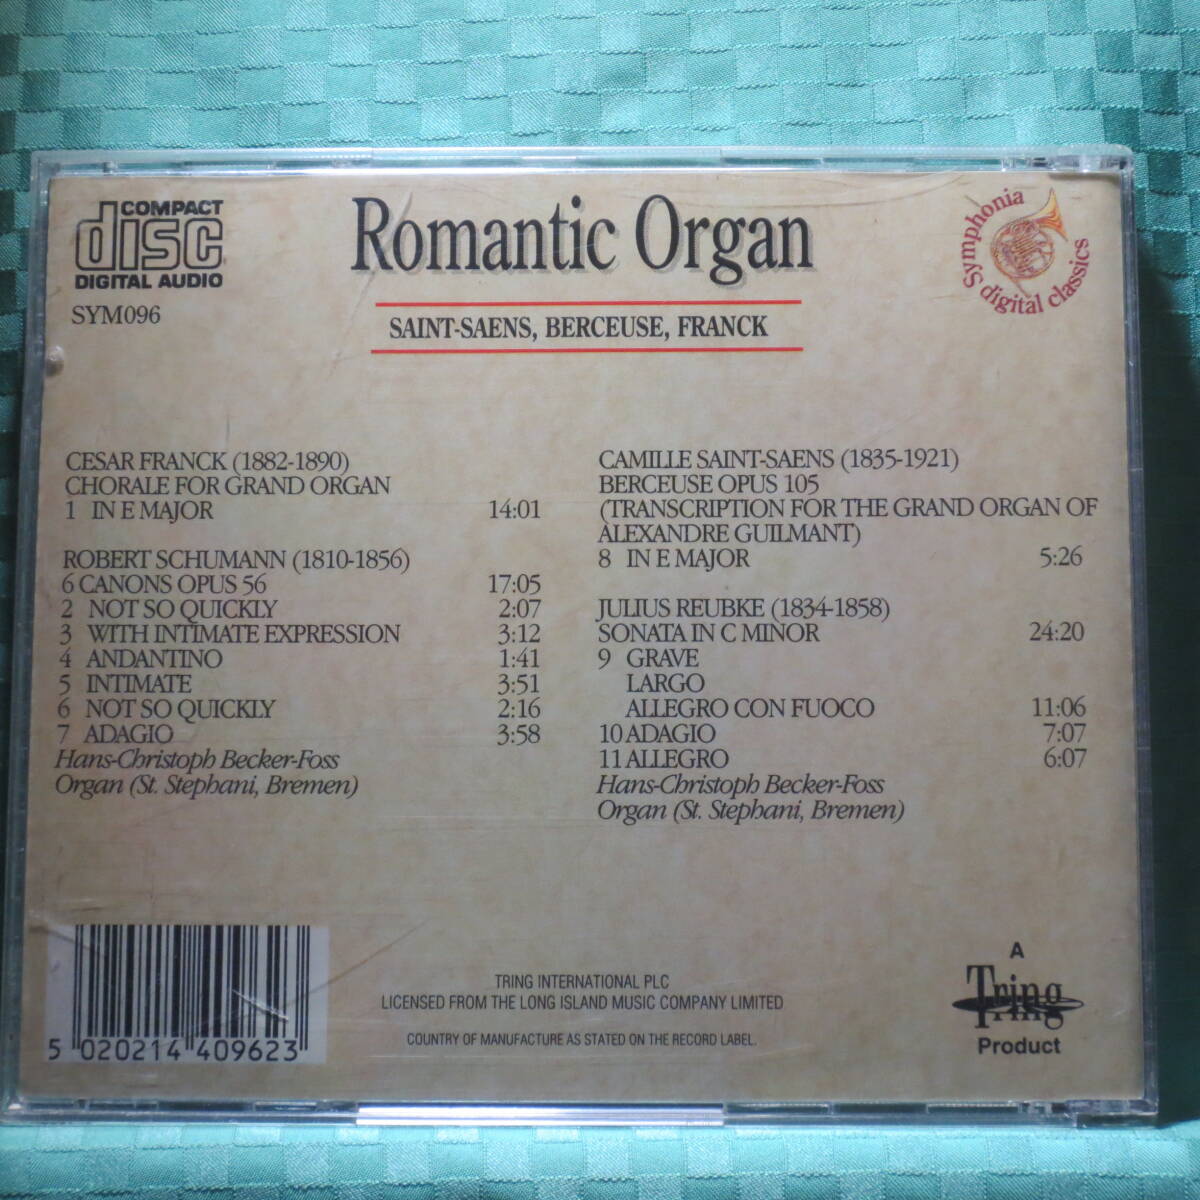 COMPACT
disc
DIGITAL AUDIO
SYM096
Romantic Organ
SAINT-SAENS, BERCEUSE, FRANCK
Symphonia
digital classics
CESAR FRANCK (1882-1890)
CHORALE FOR GRAND ORGAN
1 IN E MAJOR 14:01
ROBERT SCHUMANN (1810-1856)
6 CANONS OPUS 56 17:05
2 NOT SO QUICKLY 2:07
3 WITH INTIMATE EXPRESSION 3:12
4 ANDANTINO 1:41
5 INTIMATE 3:51
6 NOT SO QUICKLY 2:16
7 ADAGIO 3:58
Hans-Christoph Becker-Foss
Organ (St. Stephani, Bremen)
CAMILLE SAINT-SAENS (1835-1921)
BERCEUSE OPUS 105
(TRANSCRIPTION FOR THE GRAND ORGAN OF
ALEXANDRE GUILMANT)
8 IN E MAJOR 5:26
JULIUS REUBKE (1834-1858)
SONATA IN C MINOR 24:20
9 GRAVE
LARGO
ALLEGRO CON FUOCO 11:06
10 ADAGIO 7:07
11 ALLEGRO 6:07
Hans-Christoph Becker-Foss
Organ (St. Stephani, Bremen)
5 020214 409623
TRING INTERNATIONAL PLC
LICENSED FROM THE LONG ISLAND MUSIC COMPANY LIMITED
COUNTRY OF MANUFACTURE AS STATED ON THE RECORD LABEL.
A
Tring
Product